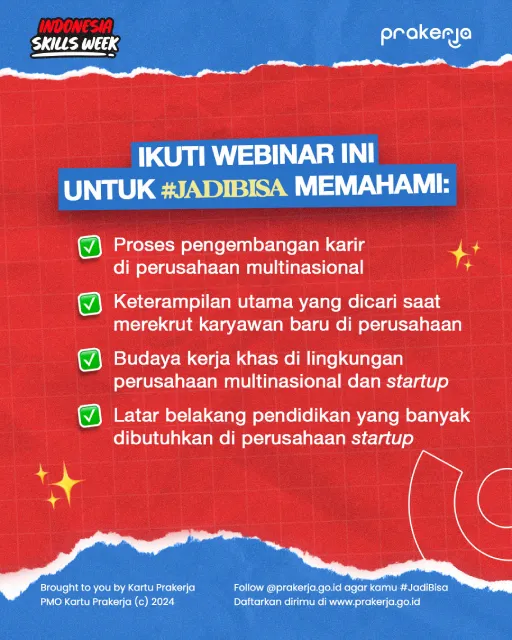 INDONESIA
SKILLS WEEK
prakerja
IKUTI WEBINAR INI
UNTUK #JADIBISA MEMAHAMI:
Proses pengembangan karir
di perusahaan multinasional
Keterampilan utama yang dicari saat
merekrut karyawan baru di perusahaan
Budaya kerja khas di lingkungan
perusahaan multinasional dan startup
Latar belakang pendidikan yang banyak
dibutuhkan di perusahaan startup
Brought to you by Kartu Prakerja
PMO Kartu Prakerja (c) 2024
Follow @prakerja.go.id agar kamu #JadiBisa
Daftarkan dirimu di www.prakerja.go.id